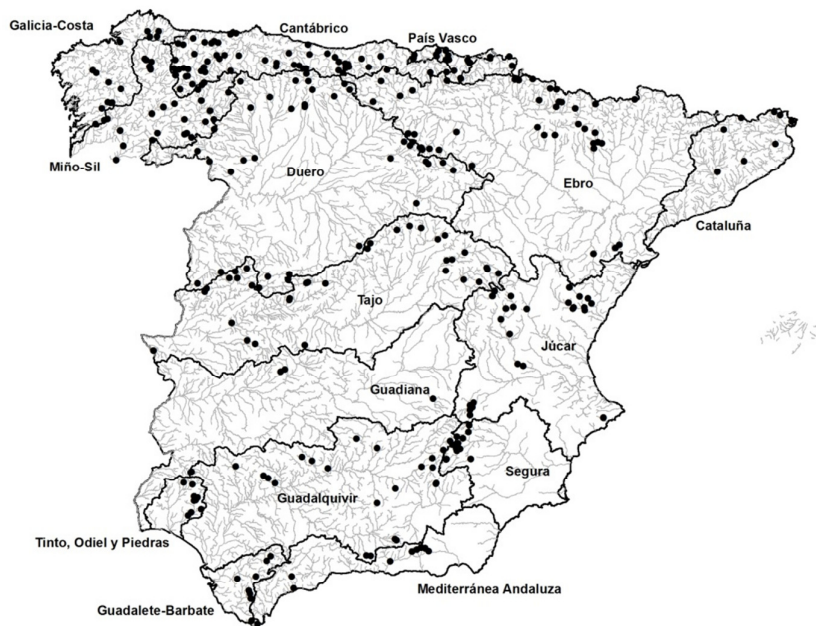 Galicia-Costa
Cantábrico
País Vasco
Miño-Sil
Duero
Ebro
Cataluña
Tajo
Júcar
Guadiana
Segura
Guadalquivir
Tinto, Odiel y Piedras
Mediterránea Andaluza
Guadalete-Barbate